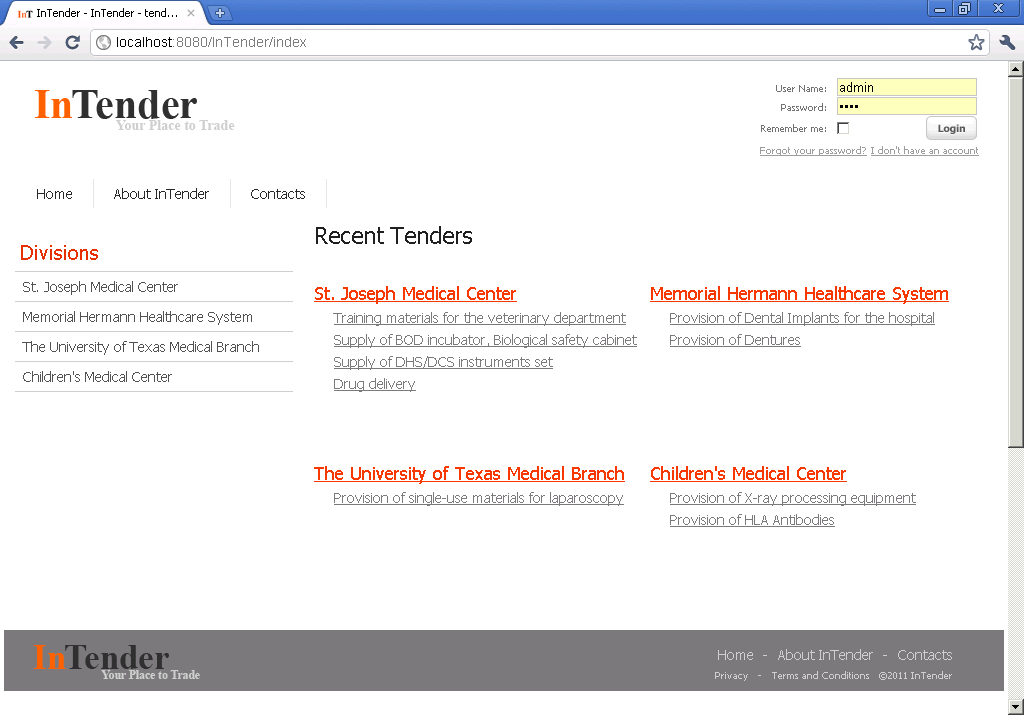 InT InTender - InTender - tend...
localhost:8080/InTender/index
InTender
Your Place to Trade
User Name: admin
Password: ••••
Remember me:
Login
Forgot your password? I don't have an account
Home About InTender Contacts
Divisions
St. Joseph Medical Center
Memorial Hermann Healthcare System
The University of Texas Medical Branch
Children's Medical Center
Recent Tenders
St. Joseph Medical Center
Training materials for the veterinary department
Supply of BOD incubator, Biological safety cabinet
Supply of DHS/DCS instruments set
Drug delivery
Memorial Hermann Healthcare System
Provision of Dental Implants for the hospital
Provision of Dentures
The University of Texas Medical Branch
Provision of single-use materials for laparoscopy
Children's Medical Center
Provision of X-ray processing equipment
Provision of HLA Antibodies
InTender
Your Place to Trade
Home - About InTender - Contacts
Privacy - Terms and Conditions ©2011 InTender